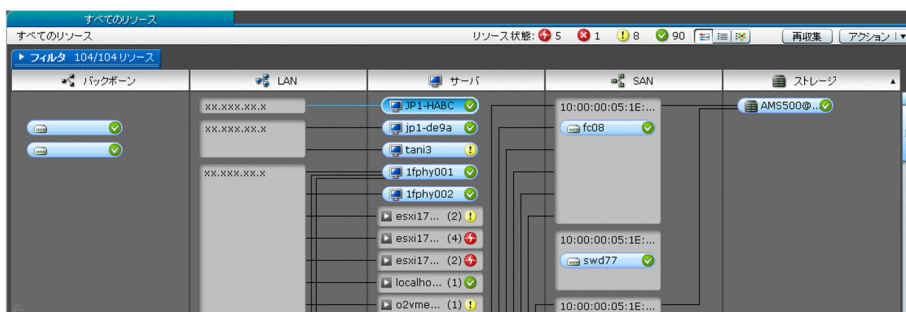 すべてのリソース
すべてのリソース リソース状態: 5 1 8 90 再収集 アクション
フィルタ 104/104リソース
バックボーン LAN サーバ SAN ストレージ
xx.xxx.xx.x JP1-HABC 10:00:00:05:1E:... AMS500@...
xx.xxx.xx.x jp1-de9a fc08
tani3
xx.xxx.xx.x 1fphy001
1fphy002
esxi17... (2)
esxi17... (4) 10:00:00:05:1E:...
esxi17... (2) swd77
localho... (1)
o2vme... (1) 10:00:00:05:1E:...